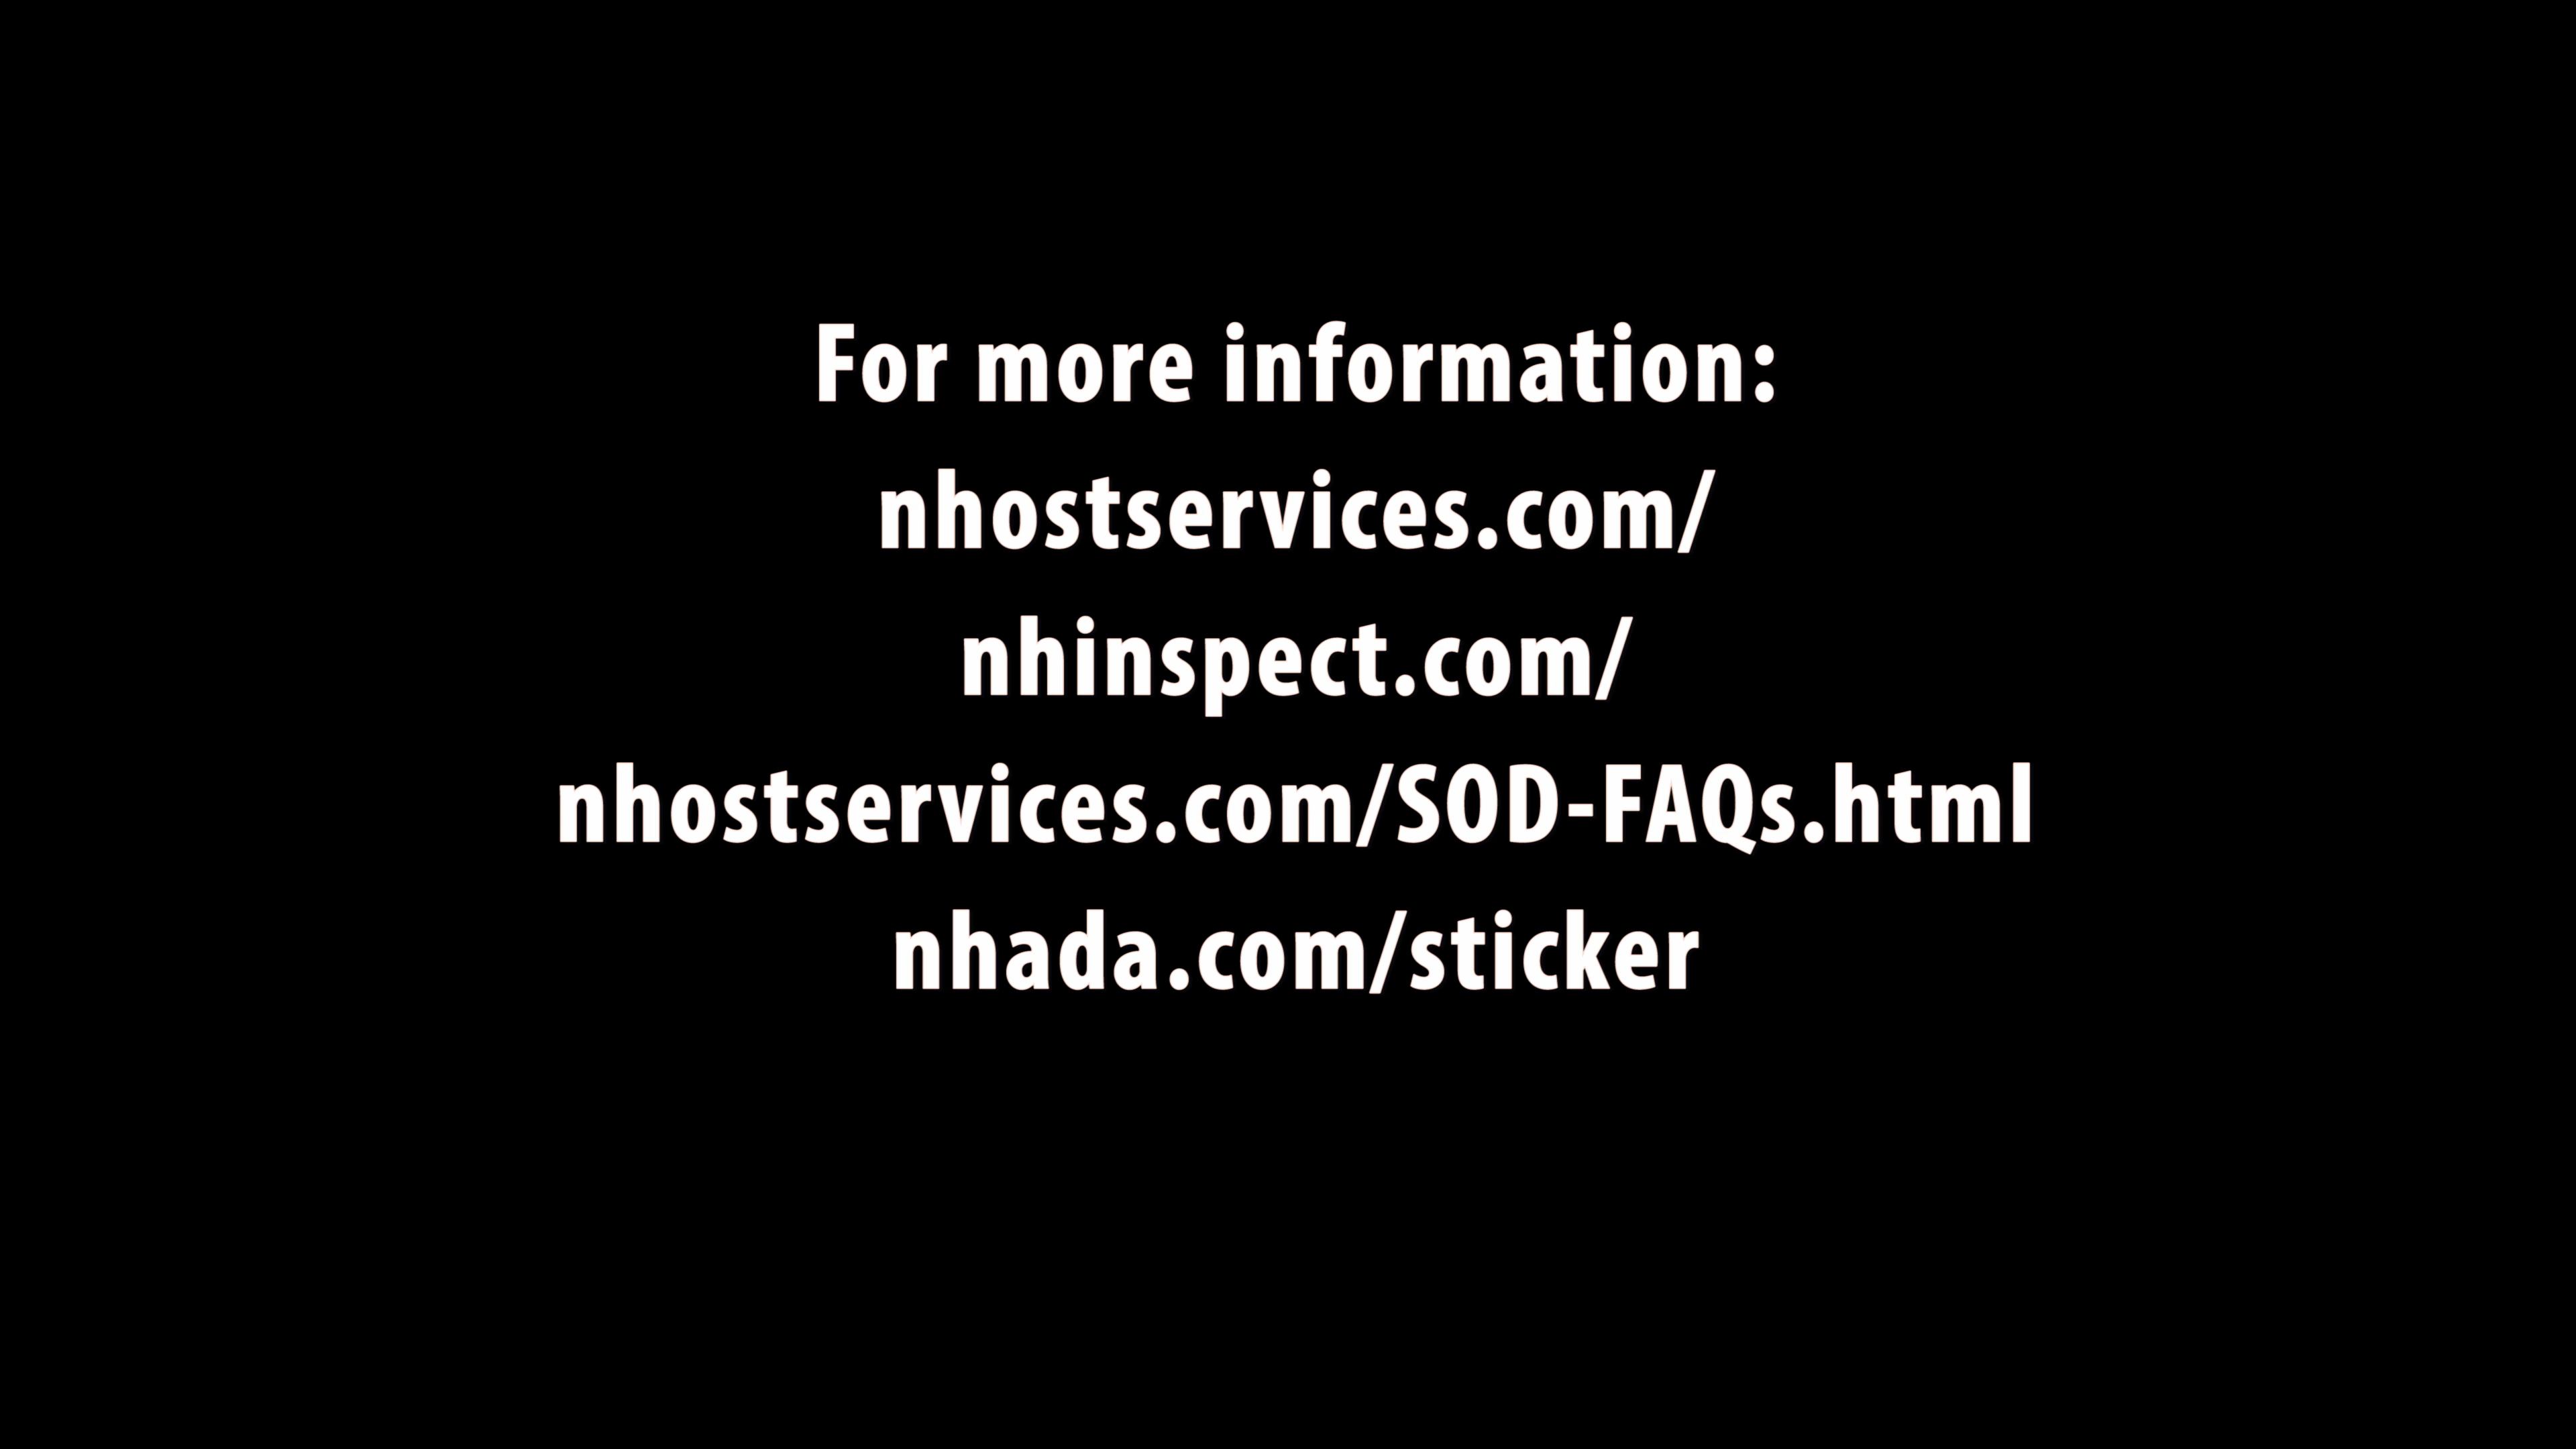 For more information:
nhostservices.com/
nhinspect.com/
nhostservices.com/SOD-FAQs.html
nhada.com/sticker